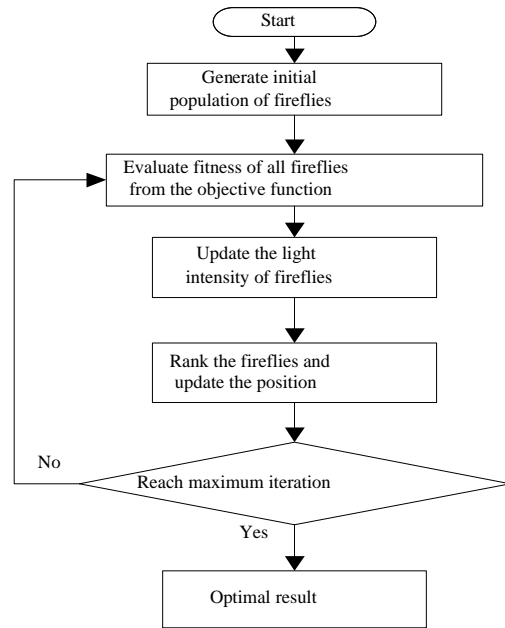 Start
Generate initial
population of fireflies
Evaluate fitness of all fireflies
from the objective function
Update the light
intensity of fireflies
Rank the fireflies and
update the position
No
Reach maximum iteration
Yes
Optimal result